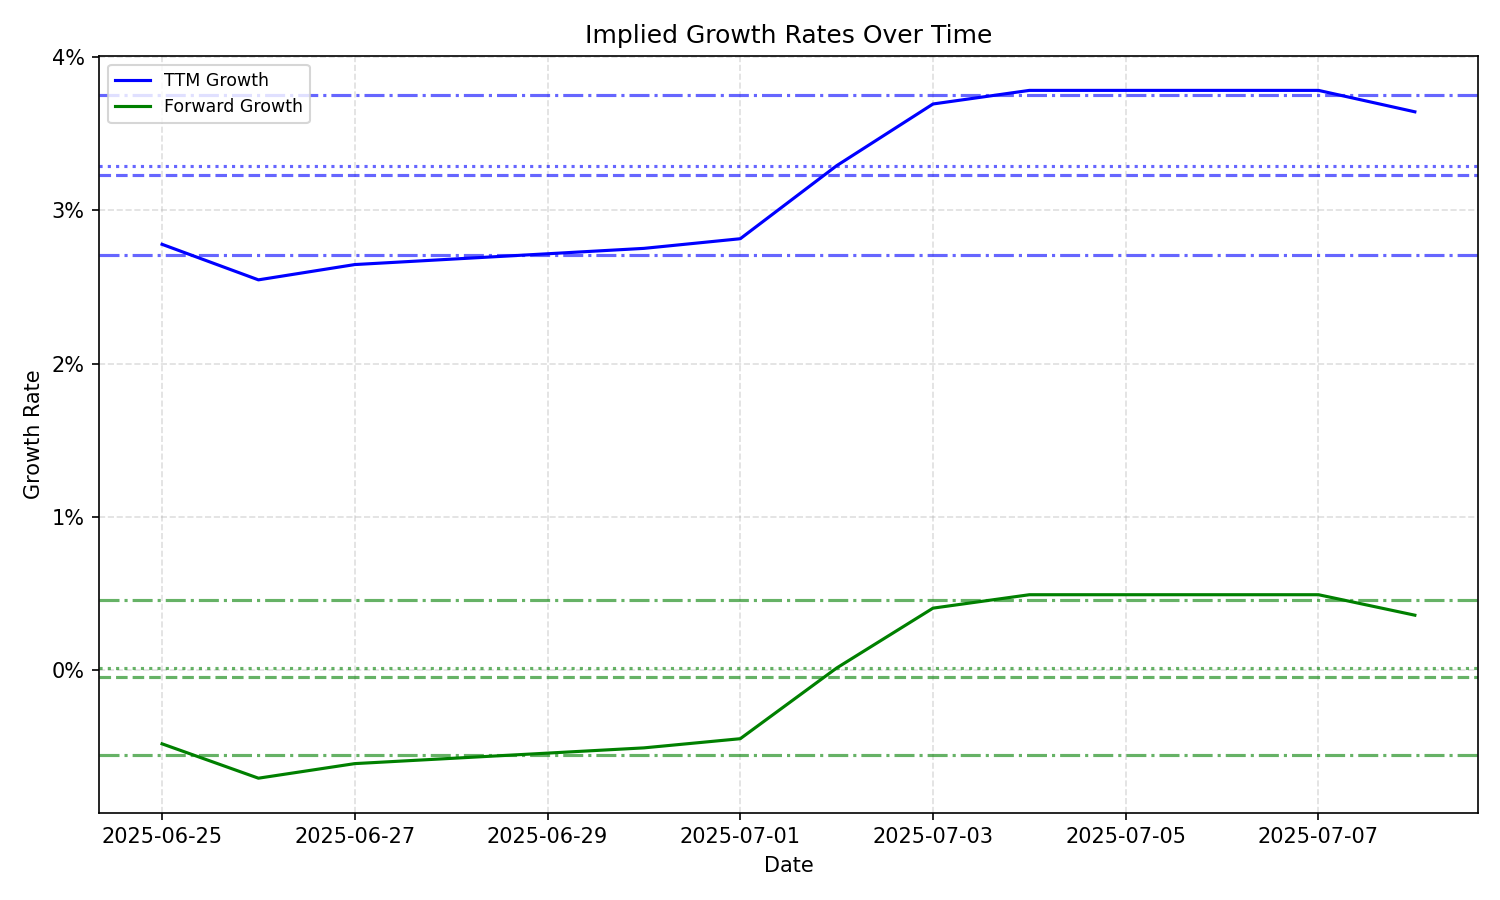 Implied Growth Rates Over Time
4%
3%
2%
1%
0%
Growth Rate
TTM Growth
Forward Growth
2025-06-25 2025-06-27 2025-06-29 2025-07-01 2025-07-03 2025-07-05 2025-07-07
Date